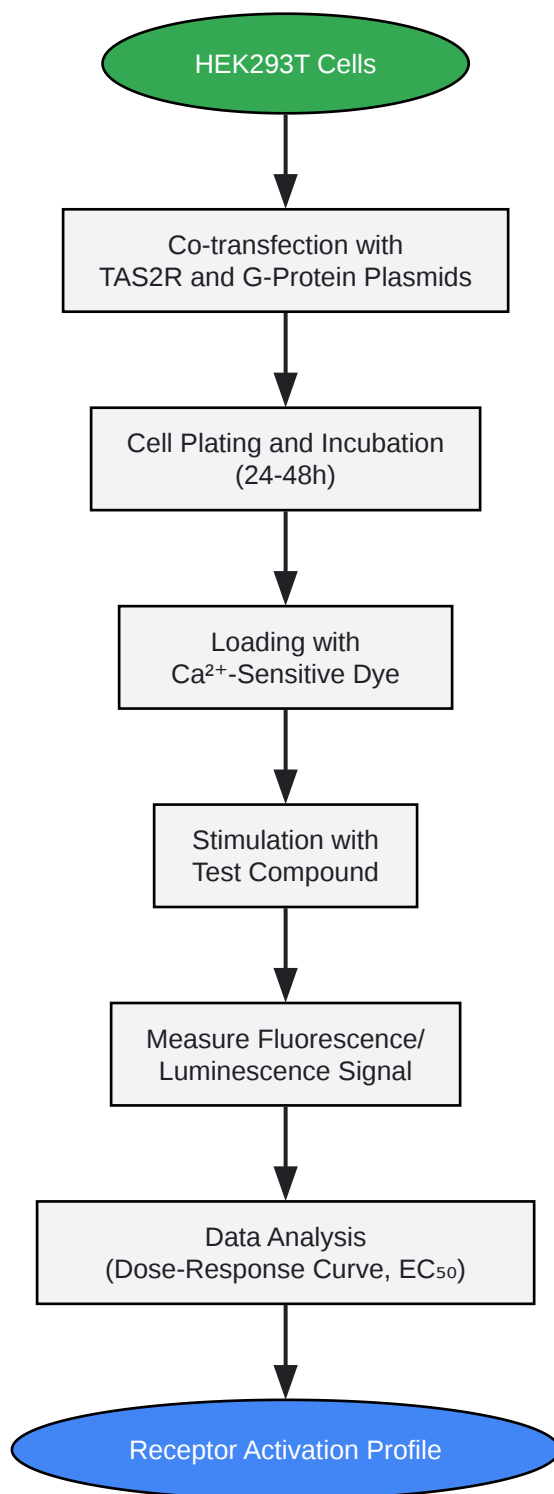 HEK293T Cells
Co-transfection with
TAS2R and G-Protein Plasmids
Cell Plating and Incubation
(24-48h)
Loading with
Ca²⁺-Sensitive Dye
Stimulation with
Test Compound
Measure Fluorescence/
Luminescence Signal
Data Analysis
(Dose-Response Curve, EC₅₀)
Receptor Activation Profile